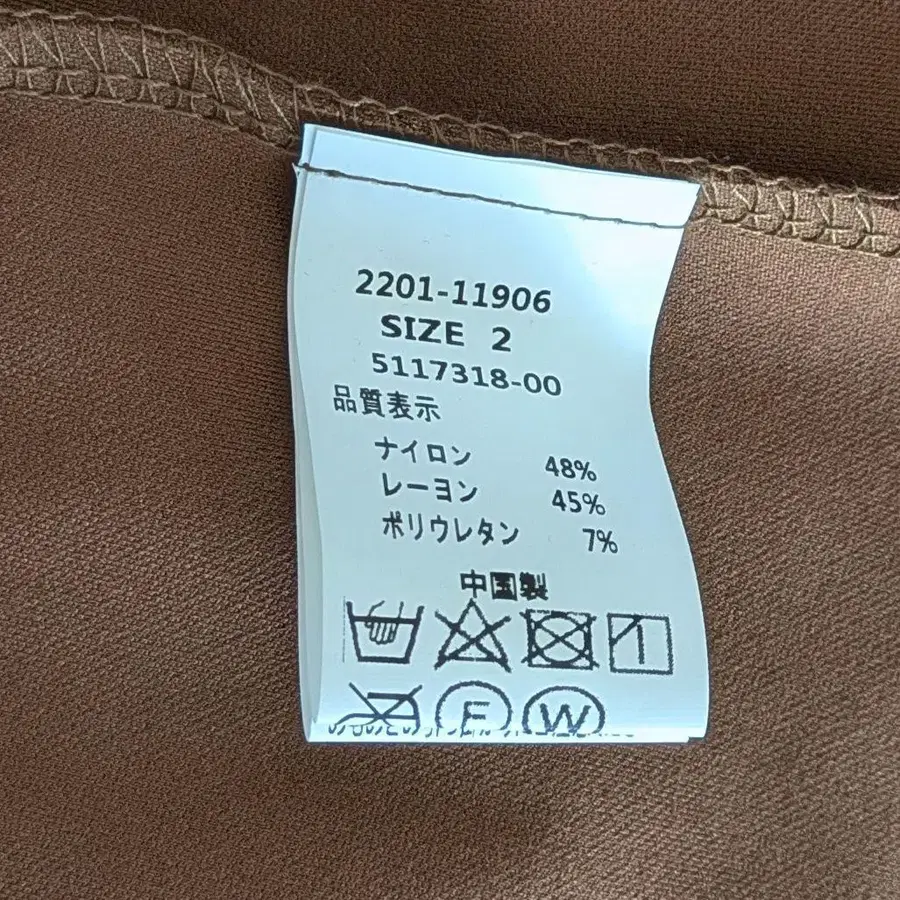 2201-11906
SIZE 2
5117318-00
品質表示
ナイロン 48%
レーヨン 45%
ポリウレタン 7%
中国製
F W